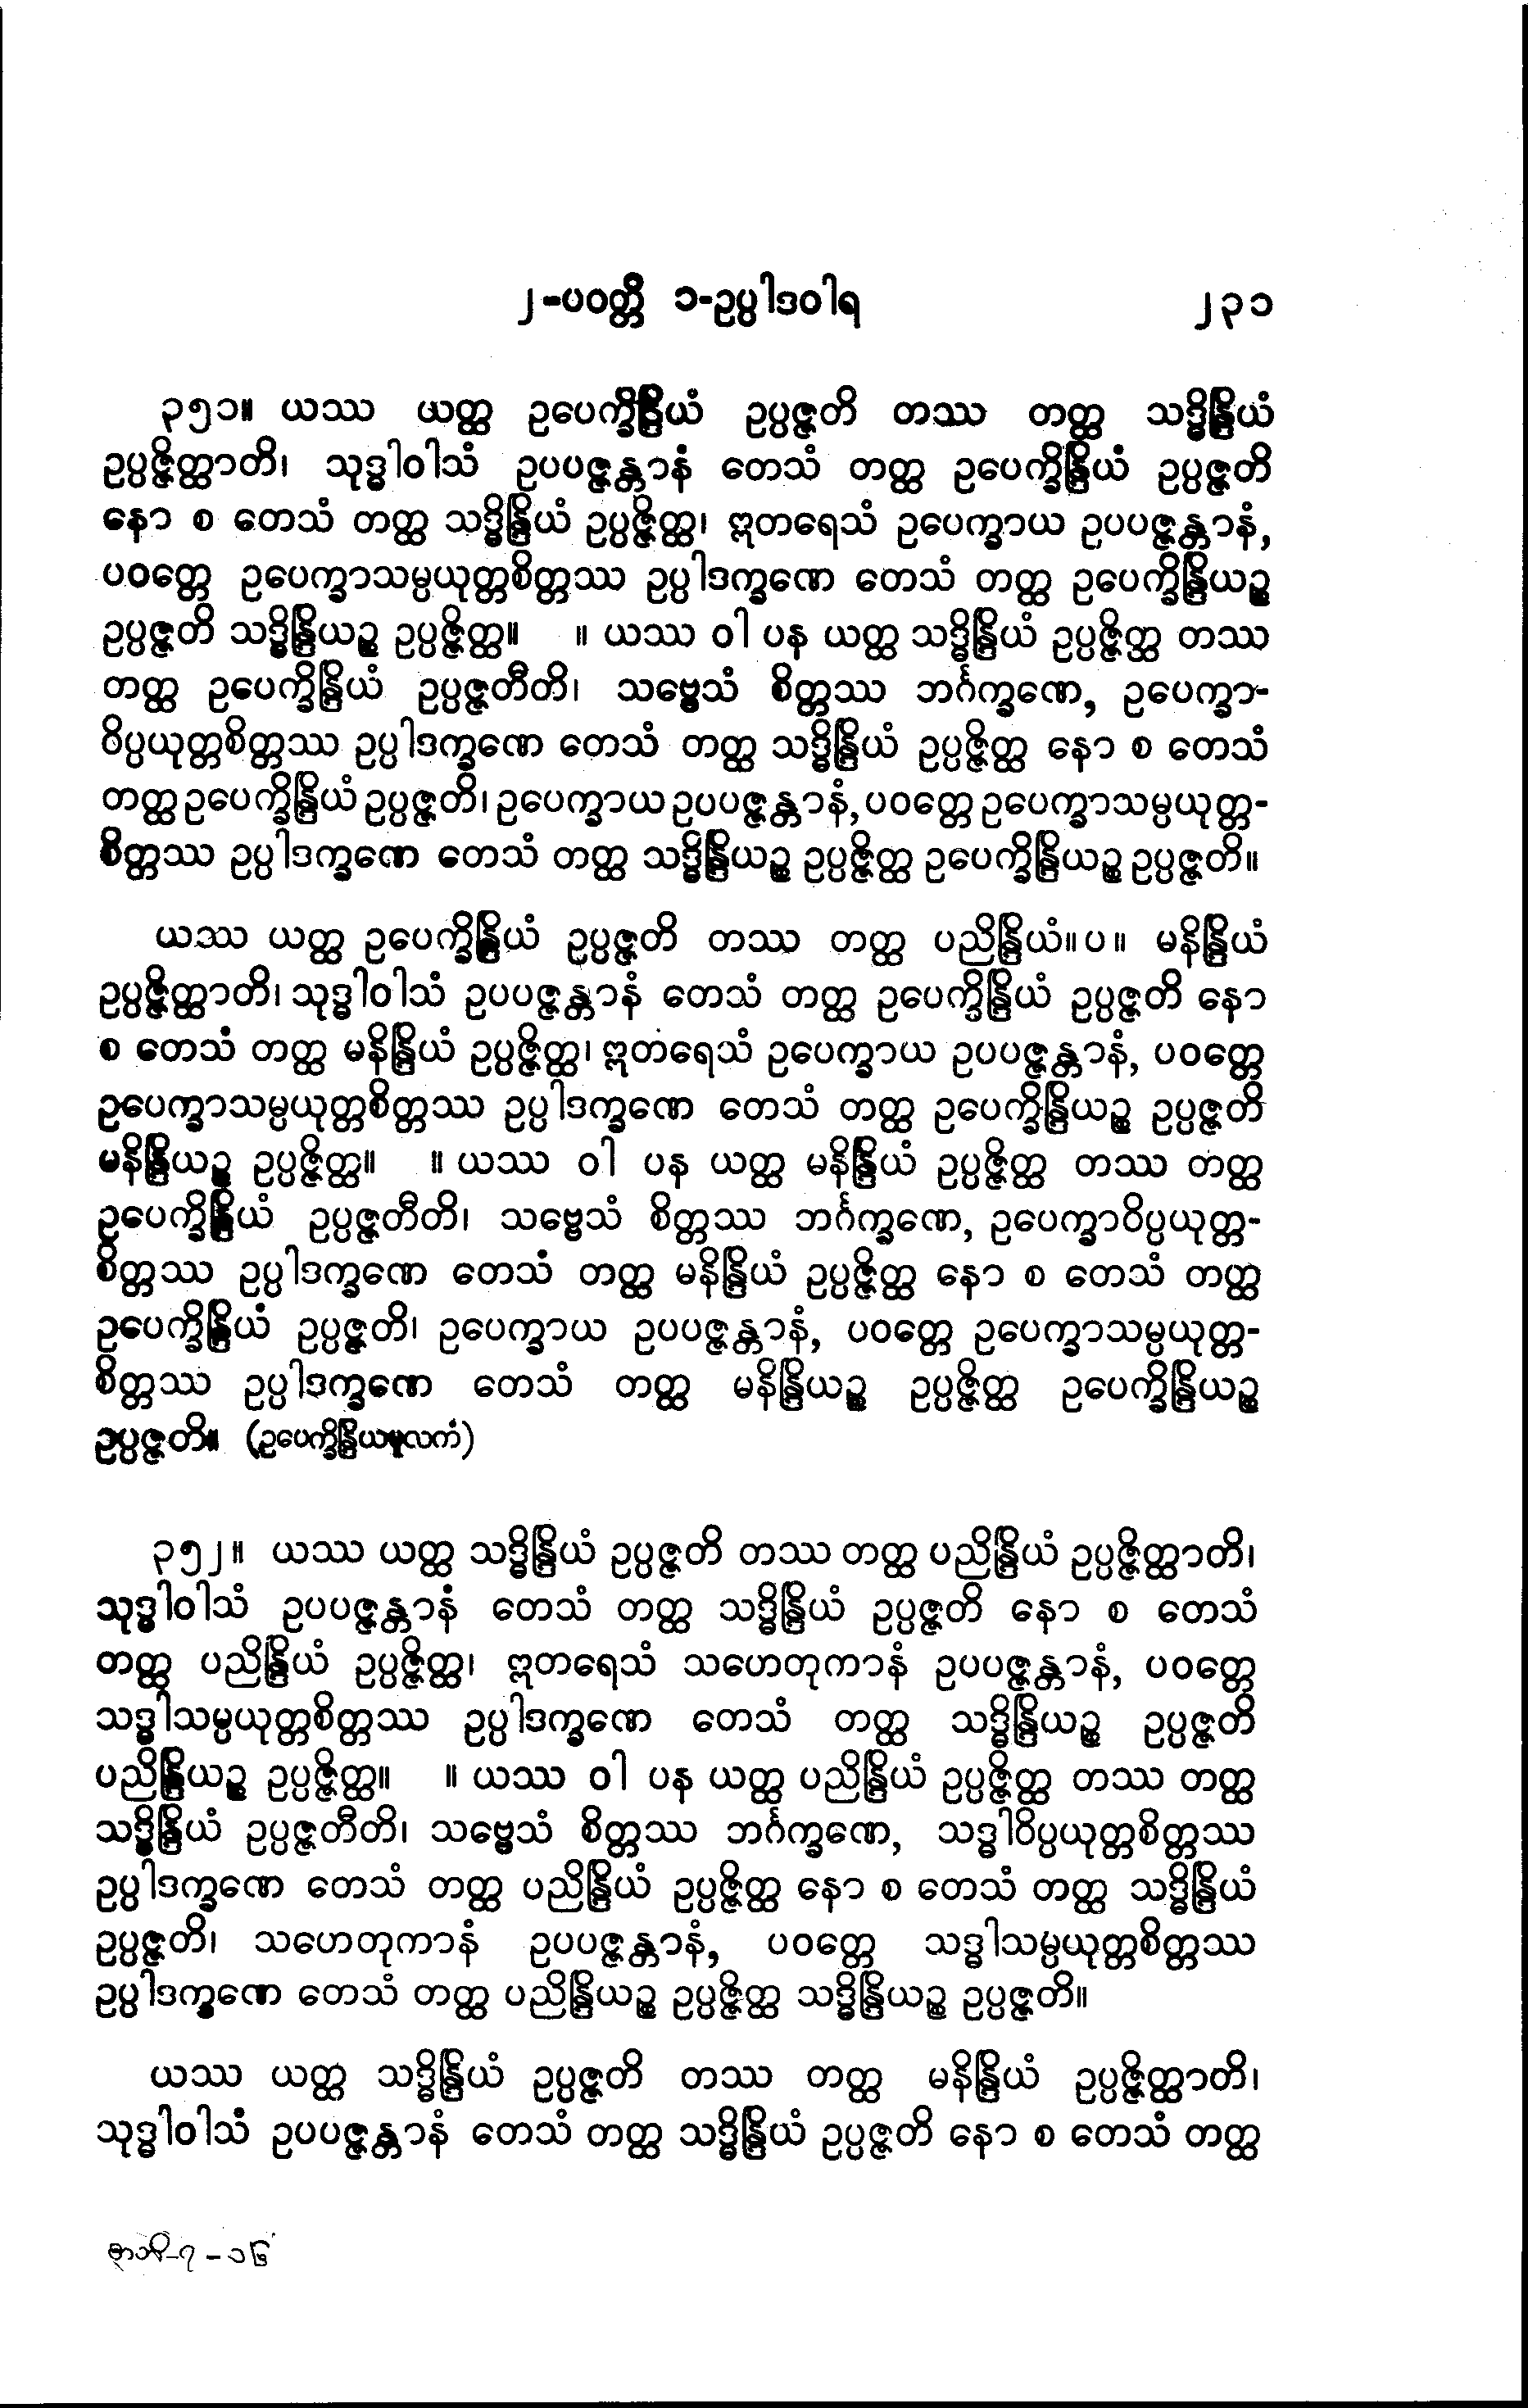 ၂-ပဝတ္တိ ၁-ဥပ္ပါဒဝါရ ၂၃၁
၃၅၁။ ယဿ ယတ္ထ ဥပေက္ခိန္ဒြိယံ ဥပ္ပဇ္ဇတိ တဿ တတ္ထ သဒ္ဓိန္ဒြိယံ
ဥပ္ပဇ္ဇိတ္ထာတိ၊ သုဒ္ဓါဝါသံ ဥပပဇ္ဇန္တာနံ တေသံ တတ္ထ ဥပေက္ခိန္ဒြိယံ ဥပ္ပဇ္ဇတိ
နော စ တေသံ တတ္ထ သဒ္ဓိန္ဒြိယံ ဥပ္ပဇ္ဇိတ္ထ၊ ဣတရေသံ ဥပေက္ခာယ ဥပပဇ္ဇန္တာနံ,
ပဝတ္တေ ဥပေက္ခာသမ္ပယုတ္တစိတ္တဿ ဥပ္ပါဒက္ခဏေ တေသံ တတ္ထ ဥပေက္ခိန္ဒြိယဉ္စ
ဥပ္ပဇ္ဇတိ သဒ္ဓိန္ဒြိယဉ္စ ဥပ္ပဇ္ဇိတ္ထ။ ။ ယဿ ဝါ ပန ယတ္ထ သဒ္ဓိန္ဒြိယံ ဥပ္ပဇ္ဇိတ္ထ တဿ
တတ္ထ ဥပေက္ခိန္ဒြိယံ ဥပ္ပဇ္ဇတီတိ၊ သဗ္ဗေသံ စိတ္တဿ ဘင်္ဂက္ခဏေ, ဥပေက္ခာ-
ဝိပ္ပယုတ္တစိတ္တဿ ဥပ္ပါဒက္ခဏေ တေသံ တတ္ထ သဒ္ဓိန္ဒြိယံ ဥပ္ပဇ္ဇိတ္ထ နော စ တေသံ
တတ္ထ ဥပေက္ခိန္ဒြိယံ ဥပ္ပဇ္ဇတိ၊ ဥပေက္ခာယ ဥပပဇ္ဇန္တာနံ, ပဝတ္တေ ဥပေက္ခာသမ္ပယုတ္တ-
စိတ္တဿ ဥပ္ပါဒက္ခဏေ တေသံ တတ္ထ သဒ္ဓိန္ဒြိယဉ္စ ဥပ္ပဇ္ဇိတ္ထ ဥပေက္ခိန္ဒြိယဉ္စ ဥပ္ပဇ္ဇတိ။
ယဿ ယတ္ထ ဥပေက္ခိန္ဒြိယံ ဥပ္ပဇ္ဇတိ တဿ တတ္ထ ပညိန္ဒြိယံ။ပ။ မနိန္ဒြိယံ
ဥပ္ပဇ္ဇိတ္ထာတိ၊ သုဒ္ဓါဝါသံ ဥပပဇ္ဇန္တာနံ တေသံ တတ္ထ ဥပေက္ခိန္ဒြိယံ ဥပ္ပဇ္ဇတိ နော
စ တေသံ တတ္ထ မနိန္ဒြိယံ ဥပ္ပဇ္ဇိတ္ထ၊ ဣတရေသံ ဥပေက္ခာယ ဥပပဇ္ဇန္တာနံ, ပဝတ္တေ
ဥပေက္ခာသမ္ပယုတ္တစိတ္တဿ ဥပ္ပါဒက္ခဏေ တေသံ တတ္ထ ဥပေက္ခိန္ဒြိယဉ္စ ဥပ္ပဇ္ဇတိ
မနိန္ဒြိယဉ္စ ဥပ္ပဇ္ဇိတ္ထ။ ။ ယဿ ဝါ ပန ယတ္ထ မနိန္ဒြိယံ ဥပ္ပဇ္ဇိတ္ထ တဿ တတ္ထ
ဥပေက္ခိန္ဒြိယံ ဥပ္ပဇ္ဇတီတိ၊ သဗ္ဗေသံ စိတ္တဿ ဘင်္ဂက္ခဏေ, ဥပေက္ခာဝိပ္ပယုတ္တ-
စိတ္တဿ ဥပ္ပါဒက္ခဏေ တေသံ တတ္ထ မနိန္ဒြိယံ ဥပ္ပဇ္ဇိတ္ထ နော စ တေသံ တတ္ထ
ဥပေက္ခိန္ဒြိယံ ဥပ္ပဇ္ဇတိ၊ ဥပေက္ခာယ ဥပပဇ္ဇန္တာနံ, ပဝတ္တေ ဥပေက္ခာသမ္ပယုတ္တ-
စိတ္တဿ ဥပ္ပါဒက္ခဏေ တေသံ တတ္ထ မနိန္ဒြိယဉ္စ ဥပ္ပဇ္ဇိတ္ထ ဥပေက္ခိန္ဒြိယဉ္စ
ဥပ္ပဇ္ဇတိ။ (ဥပေက္ခိန္ဒြိယမူလကံ)
၃၅၂။ ယဿ ယတ္ထ သဒ္ဓိန္ဒြိယံ ဥပ္ပဇ္ဇတိ တဿ တတ္ထ ပညိန္ဒြိယံ ဥပ္ပဇ္ဇိတ္ထာတိ၊
သုဒ္ဓါဝါသံ ဥပပဇ္ဇန္တာနံ တေသံ တတ္ထ သဒ္ဓိန္ဒြိယံ ဥပ္ပဇ္ဇတိ နော စ တေသံ
တတ္ထ ပညိန္ဒြိယံ ဥပ္ပဇ္ဇိတ္ထ၊ ဣတရေသံ သဟေတုကာနံ ဥပပဇ္ဇန္တာနံ, ပဝတ္တေ
သဒ္ဓါသမ္ပယုတ္တစိတ္တဿ ဥပ္ပါဒက္ခဏေ တေသံ တတ္ထ သဒ္ဓိန္ဒြိယဉ္စ ဥပ္ပဇ္ဇတိ
ပညိန္ဒြိယဉ္စ ဥပ္ပဇ္ဇိတ္ထ။ ။ ယဿ ဝါ ပန ယတ္ထ ပညိန္ဒြိယံ ဥပ္ပဇ္ဇိတ္ထ တဿ တတ္ထ
သဒ္ဓိန္ဒြိယံ ဥပ္ပဇ္ဇတီတိ၊ သဗ္ဗေသံ စိတ္တဿ ဘင်္ဂက္ခဏေ, သဒ္ဓါဝိပ္ပယုတ္တစိတ္တဿ
ဥပ္ပါဒက္ခဏေ တေသံ တတ္ထ ပညိန္ဒြိယံ ဥပ္ပဇ္ဇိတ္ထ နော စ တေသံ တတ္ထ သဒ္ဓိန္ဒြိယံ
ဥပ္ပဇ္ဇတိ၊ သဟေတုကာနံ ဥပပဇ္ဇန္တာနံ, ပဝတ္တေ သဒ္ဓါသမ္ပယုတ္တစိတ္တဿ
ဥပ္ပါဒက္ခဏေ တေသံ တတ္ထ ပညိန္ဒြိယဉ္စ ဥပ္ပဇ္ဇိတ္ထ သဒ္ဓိန္ဒြိယဉ္စ ဥပ္ပဇ္ဇတိ။
ယဿ ယတ္ထ သဒ္ဓိန္ဒြိယံ ဥပ္ပဇ္ဇတိ တဿ တတ္ထ မနိန္ဒြိယံ ဥပ္ပဇ္ဇိတ္ထာတိ၊
သုဒ္ဓါဝါသံ ဥပပဇ္ဇန္တာနံ တေသံ တတ္ထ သဒ္ဓိန္ဒြိယံ ဥပ္ပဇ္ဇတိ နော စ တေသံ တတ္ထ